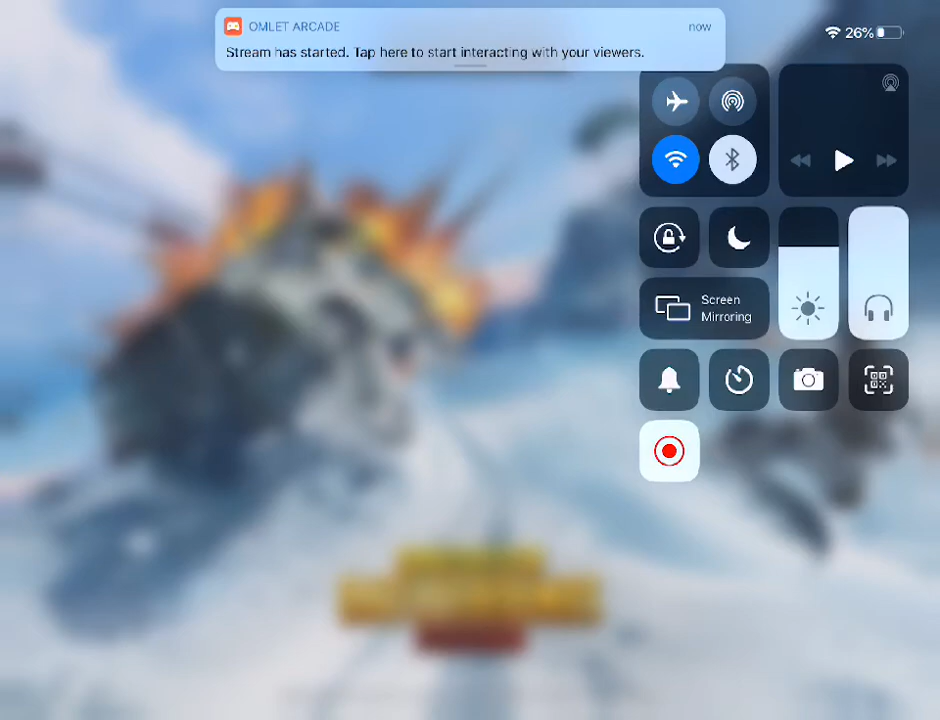 OMLET ARCADE
now
Stream has started. Tap here to start interacting with your viewers.
26%
Screen
Mirroring